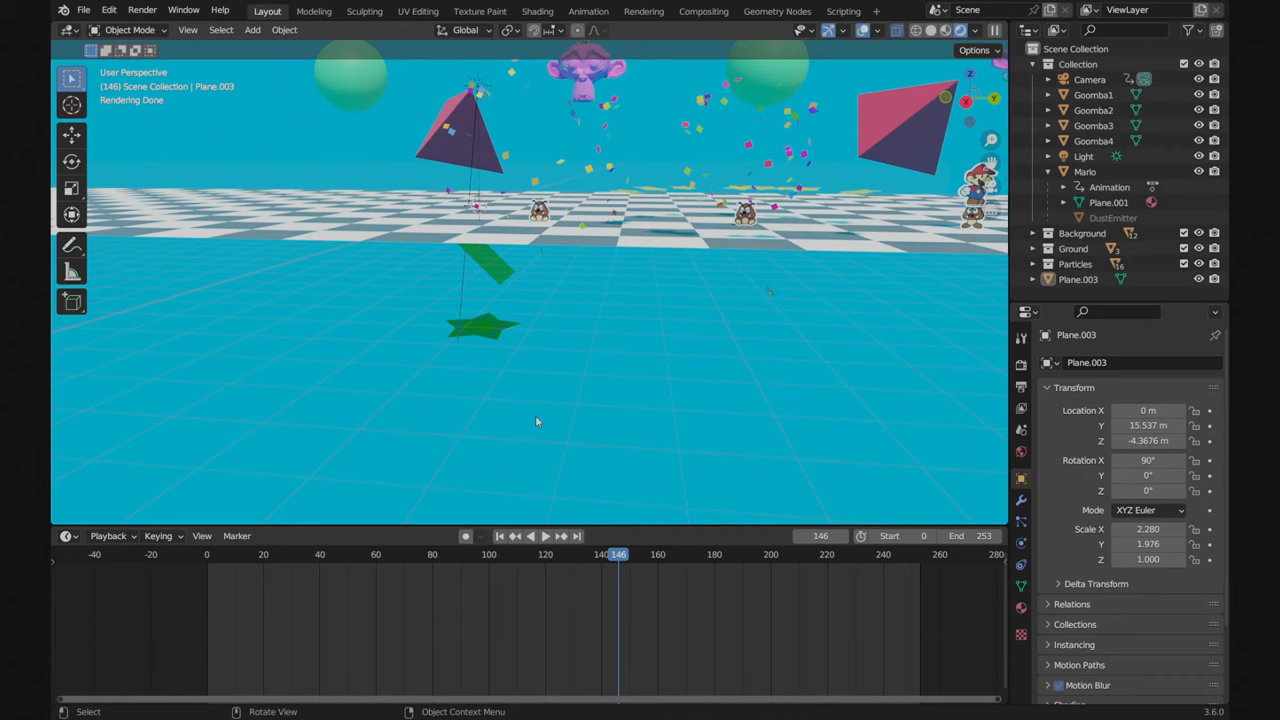 File Edit Render Window Help Layout Modeling Sculpting UV Editing Texture Paint Shading Animation Rendering Compositing Geometry Nodes Scripting + Scene ViewLayer
Object Mode View Select Add Object Global
Options
User Perspective
(146) Scene Collection | Plane.003
Rendering Done
Z
X
Y
Scene Collection
Collection
Camera
Goomba1
Goomba2
Goomba3
Goomba4
Light
Mario
Animation
Plane.001
DustEmitter
Background 12
Ground 3
Particles 16
Plane.003
Plane.003
Plane.003
Transform
Location X 0 m
Y 15.537 m
Z -4.3676 m
Rotation X 90°
Y 0°
Z 0°
Mode XYZ Euler
Scale X 2.280
Y 1.976
Z 1.000
Delta Transform
Relations
Collections
Instancing
Motion Paths
Motion Blur
Playback Keying View Marker 146 Start 0 End 253
-40 -20 0 20 40 60 80 100 120 140 146 160 180 200 220 240 260 280
Select Rotate View Object Context Menu 3.6.0